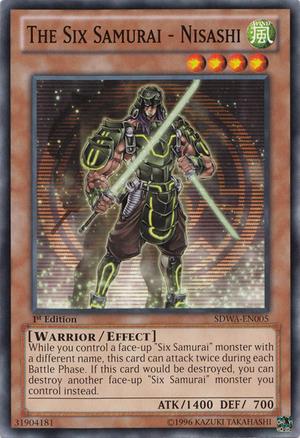 THE SIX SAMURAI - NISASHI
WIND
風
1st Edition
SDWA-EN005
[WARRIOR/EFFECT]
While you control a face-up "Six Samurai" monster
with a different name, this card can attack twice during each
Battle Phase. If this card would be destroyed, you can
destroy another face-up "Six Samurai" monster you
control instead.
ATK/1400 DEF/ 700
31904181
©1996 KAZUKI TAKAHASHI